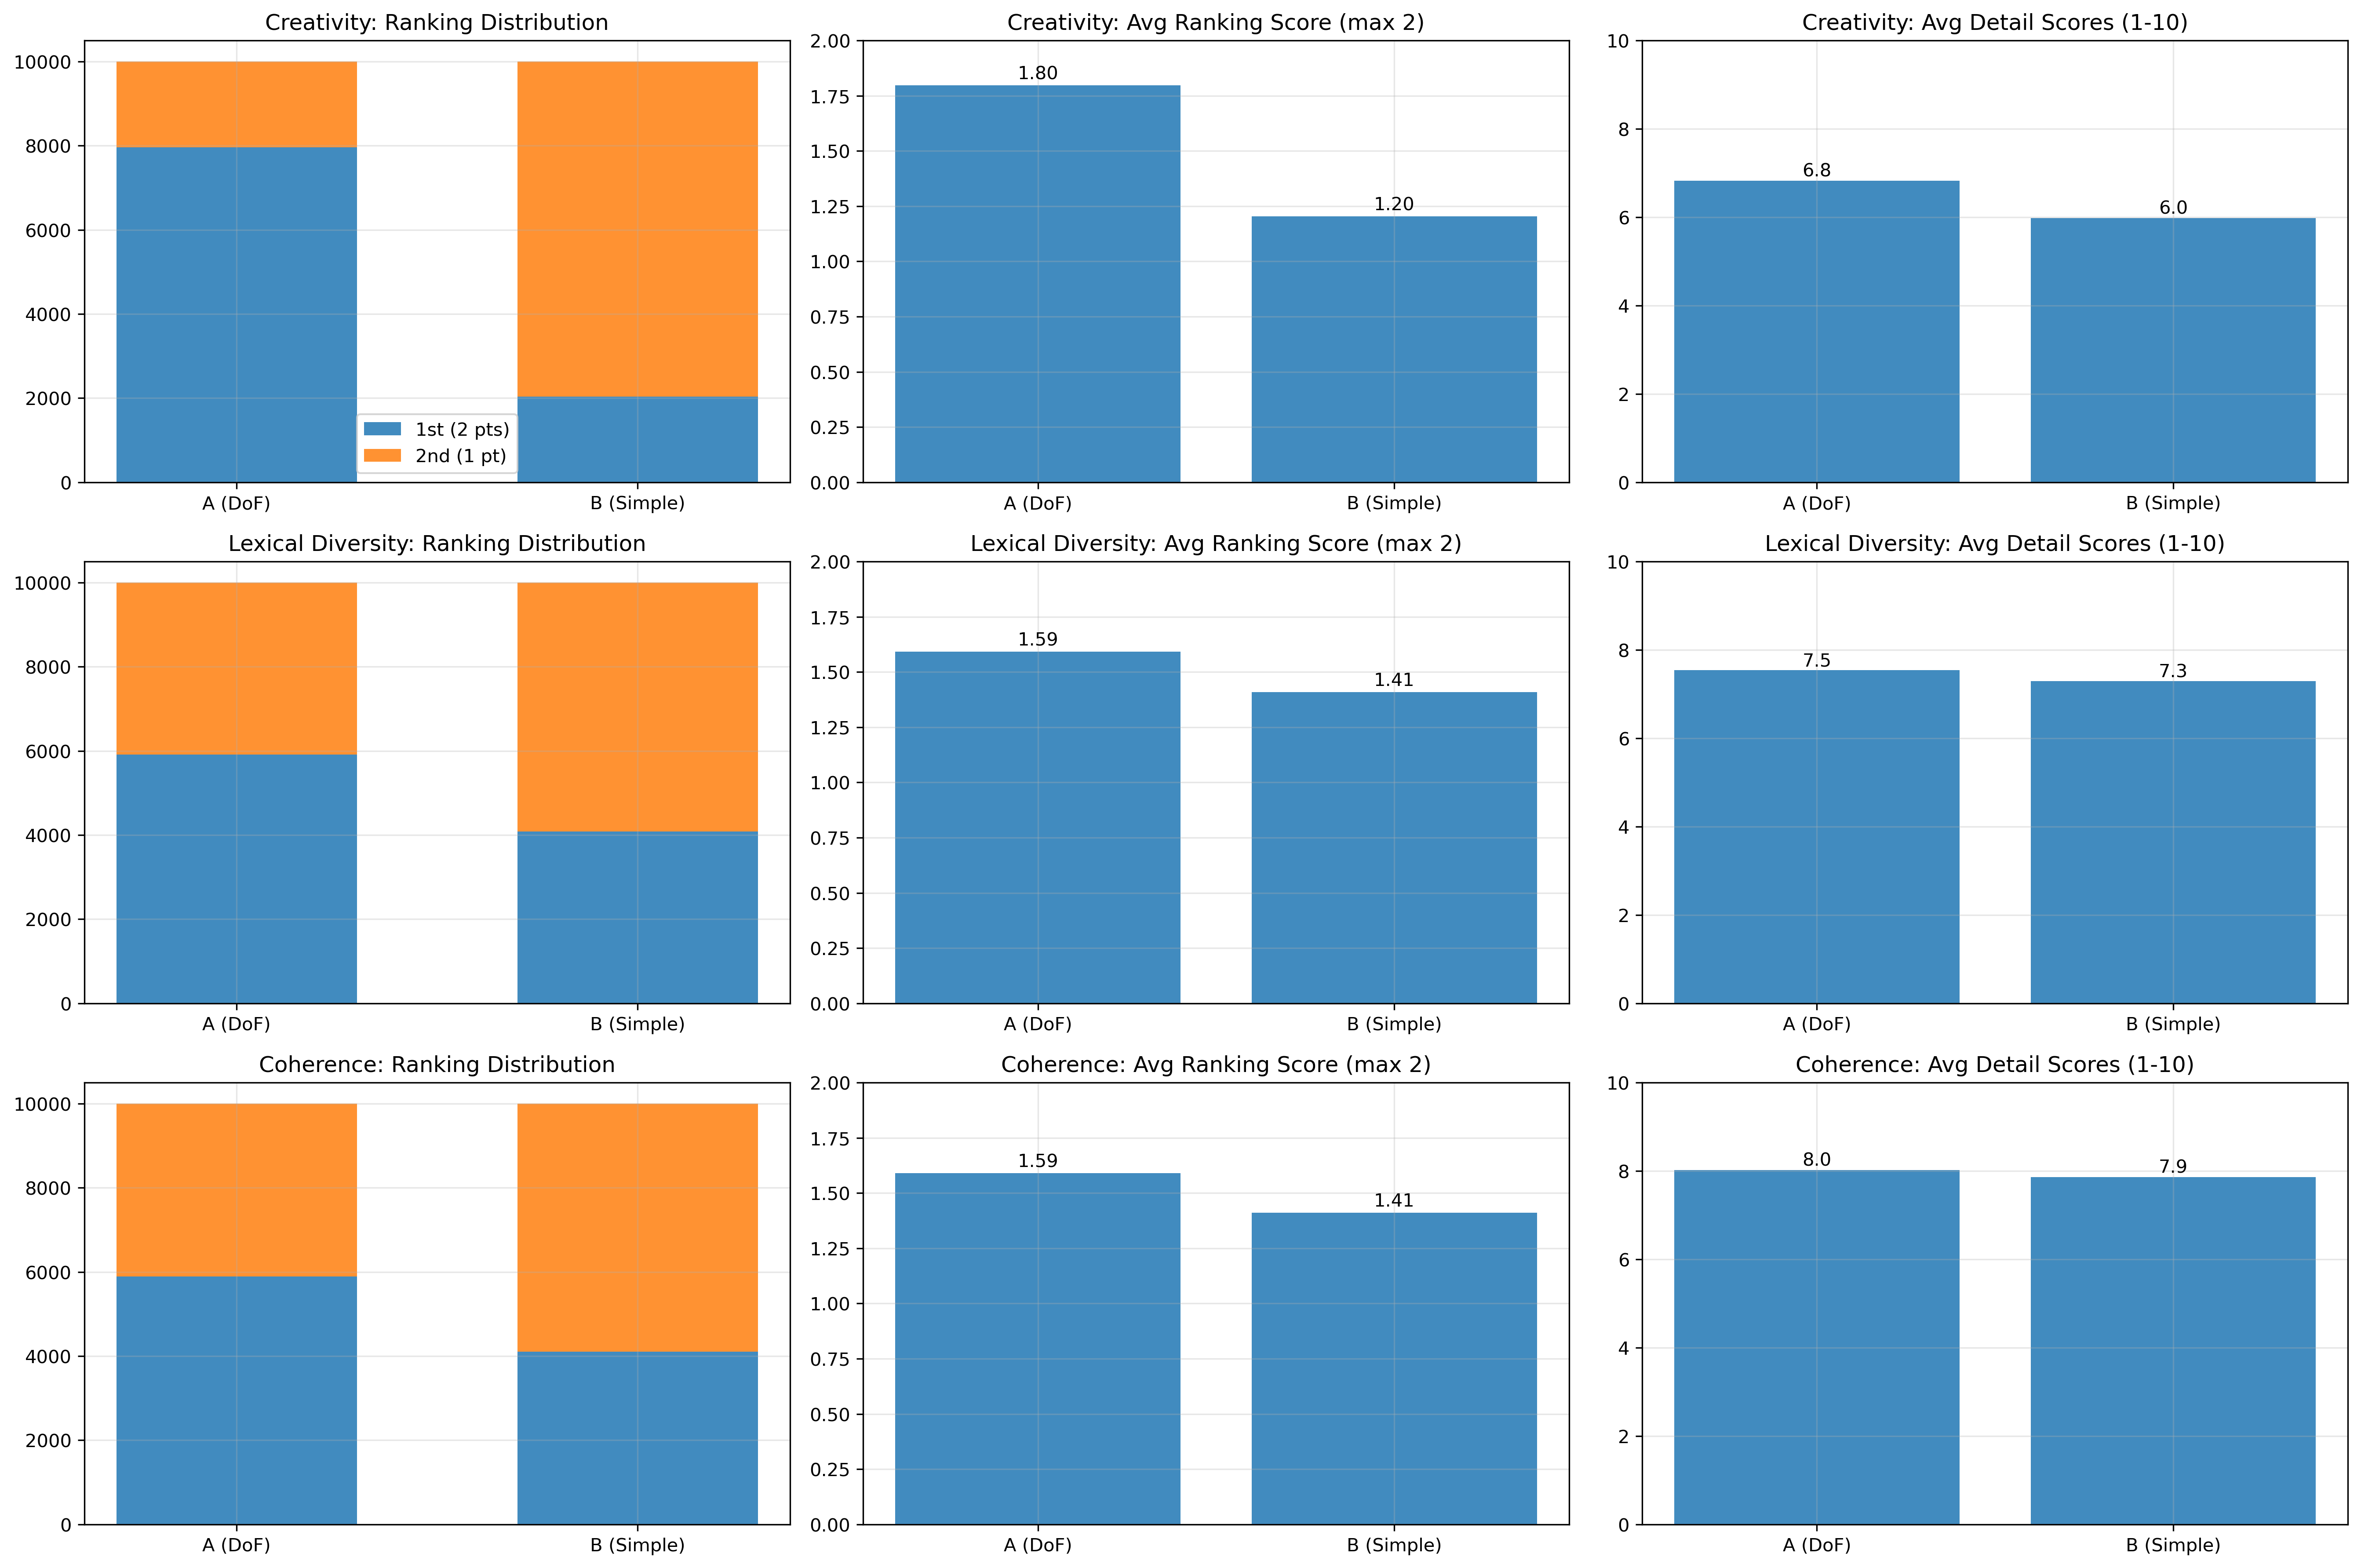 Creativity: Ranking Distribution
10000
8000
6000
4000
2000
0
1st (2 pts)
2nd (1 pt)
A (DoF)
B (Simple)
Creativity: Avg Ranking Score (max 2)
2.00
1.75
1.50
1.25
1.00
0.75
0.50
0.25
0.00
1.80
1.20
A (DoF)
B (Simple)
Creativity: Avg Detail Scores (1-10)
10
8
6
4
2
0
6.8
6.0
A (DoF)
B (Simple)
Lexical Diversity: Ranking Distribution
10000
8000
6000
4000
2000
0
A (DoF)
B (Simple)
Lexical Diversity: Avg Ranking Score (max 2)
2.00
1.75
1.50
1.25
1.00
0.75
0.50
0.25
0.00
1.59
1.41
A (DoF)
B (Simple)
Lexical Diversity: Avg Detail Scores (1-10)
10
8
6
4
2
0
7.5
7.3
A (DoF)
B (Simple)
Coherence: Ranking Distribution
10000
8000
6000
4000
2000
0
A (DoF)
B (Simple)
Coherence: Avg Ranking Score (max 2)
2.00
1.75
1.50
1.25
1.00
0.75
0.50
0.25
0.00
1.59
1.41
A (DoF)
B (Simple)
Coherence: Avg Detail Scores (1-10)
10
8
6
4
2
0
8.0
7.9
A (DoF)
B (Simple)